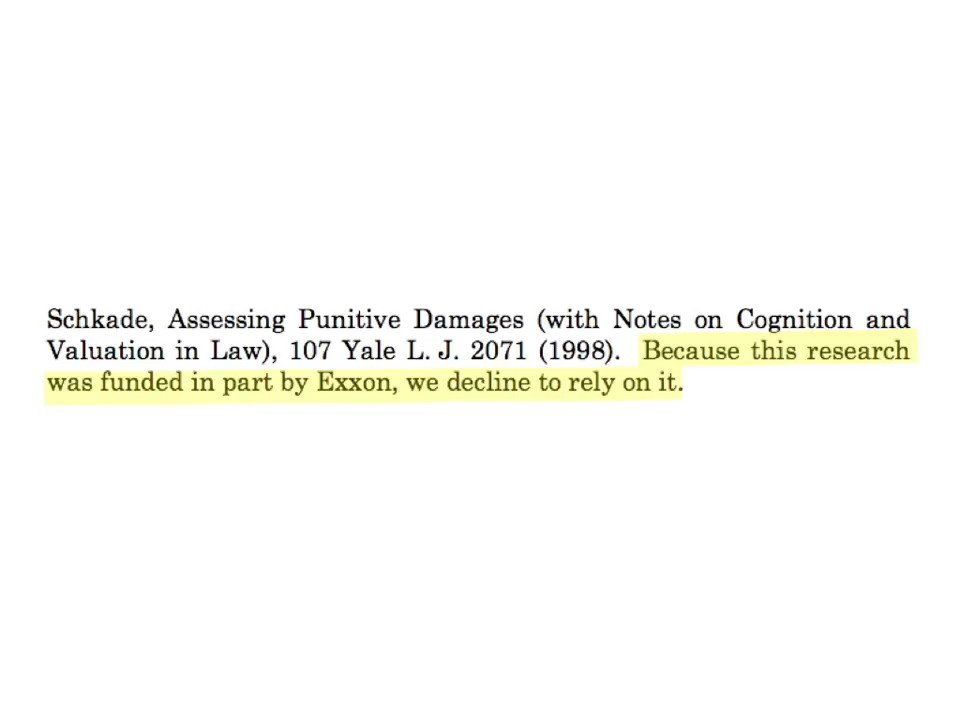 Schkade, Assessing Punitive Damages (with Notes on Cognition and
Valuation in Law), 107 Yale L. J. 2071 (1998). Because this research
was funded in part by Exxon, we decline to rely on it.